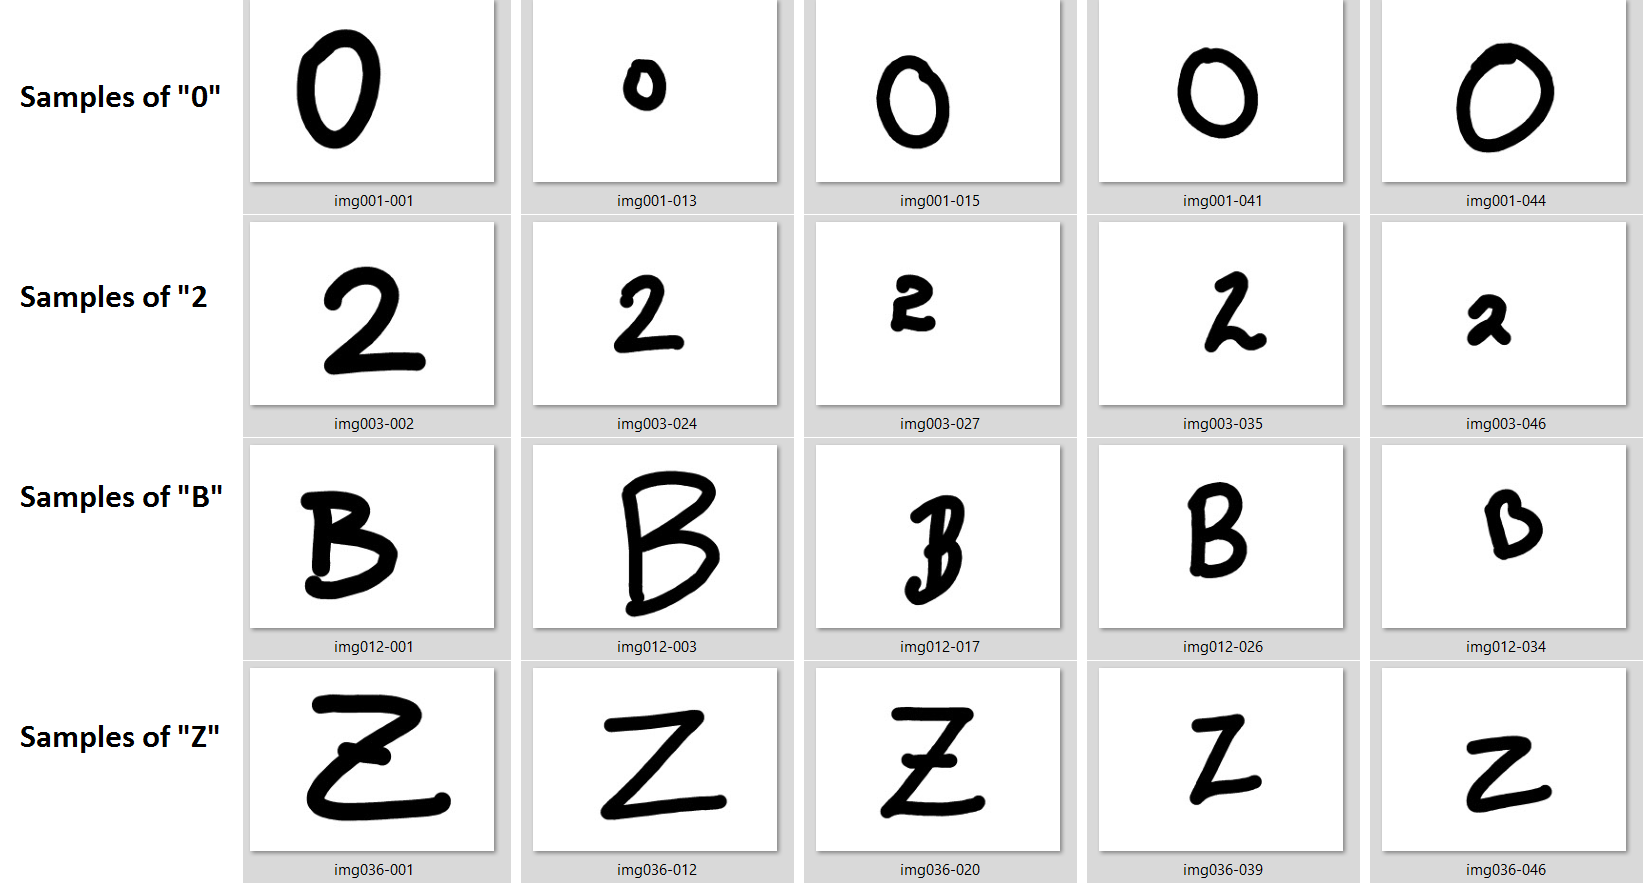 Samples of "0"
0 0 0 0 0
img001-001 img001-013 img001-015 img001-041 img001-044
Samples of "2
2 2 2 2 2
img003-002 img003-024 img003-027 img003-035 img003-046
Samples of "B"
B B B B B
img012-001 img012-003 img012-017 img012-026 img012-034
Samples of "Z"
Z Z Z Z Z
img036-001 img036-012 img036-020 img036-039 img036-046